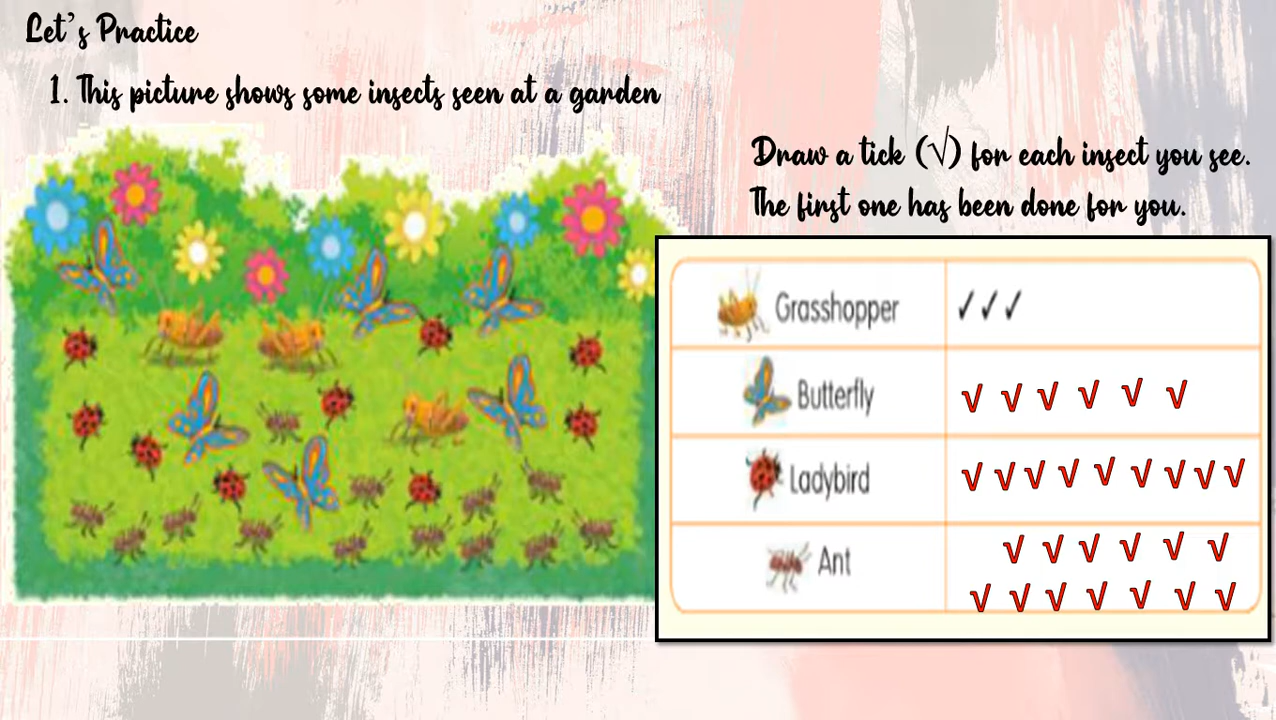 Let's Practice
1. This picture shows some insects seen at a garden
Draw a tick (√) for each insect you see.
The first one has been done for you.
Grasshopper ✓✓✓
Butterfly √ √ √ √ √ √
Ladybird √ √ √ √ √ √ √ √ √
Ant √ √ √ √ √ √
√ √ √ √ √ √ √